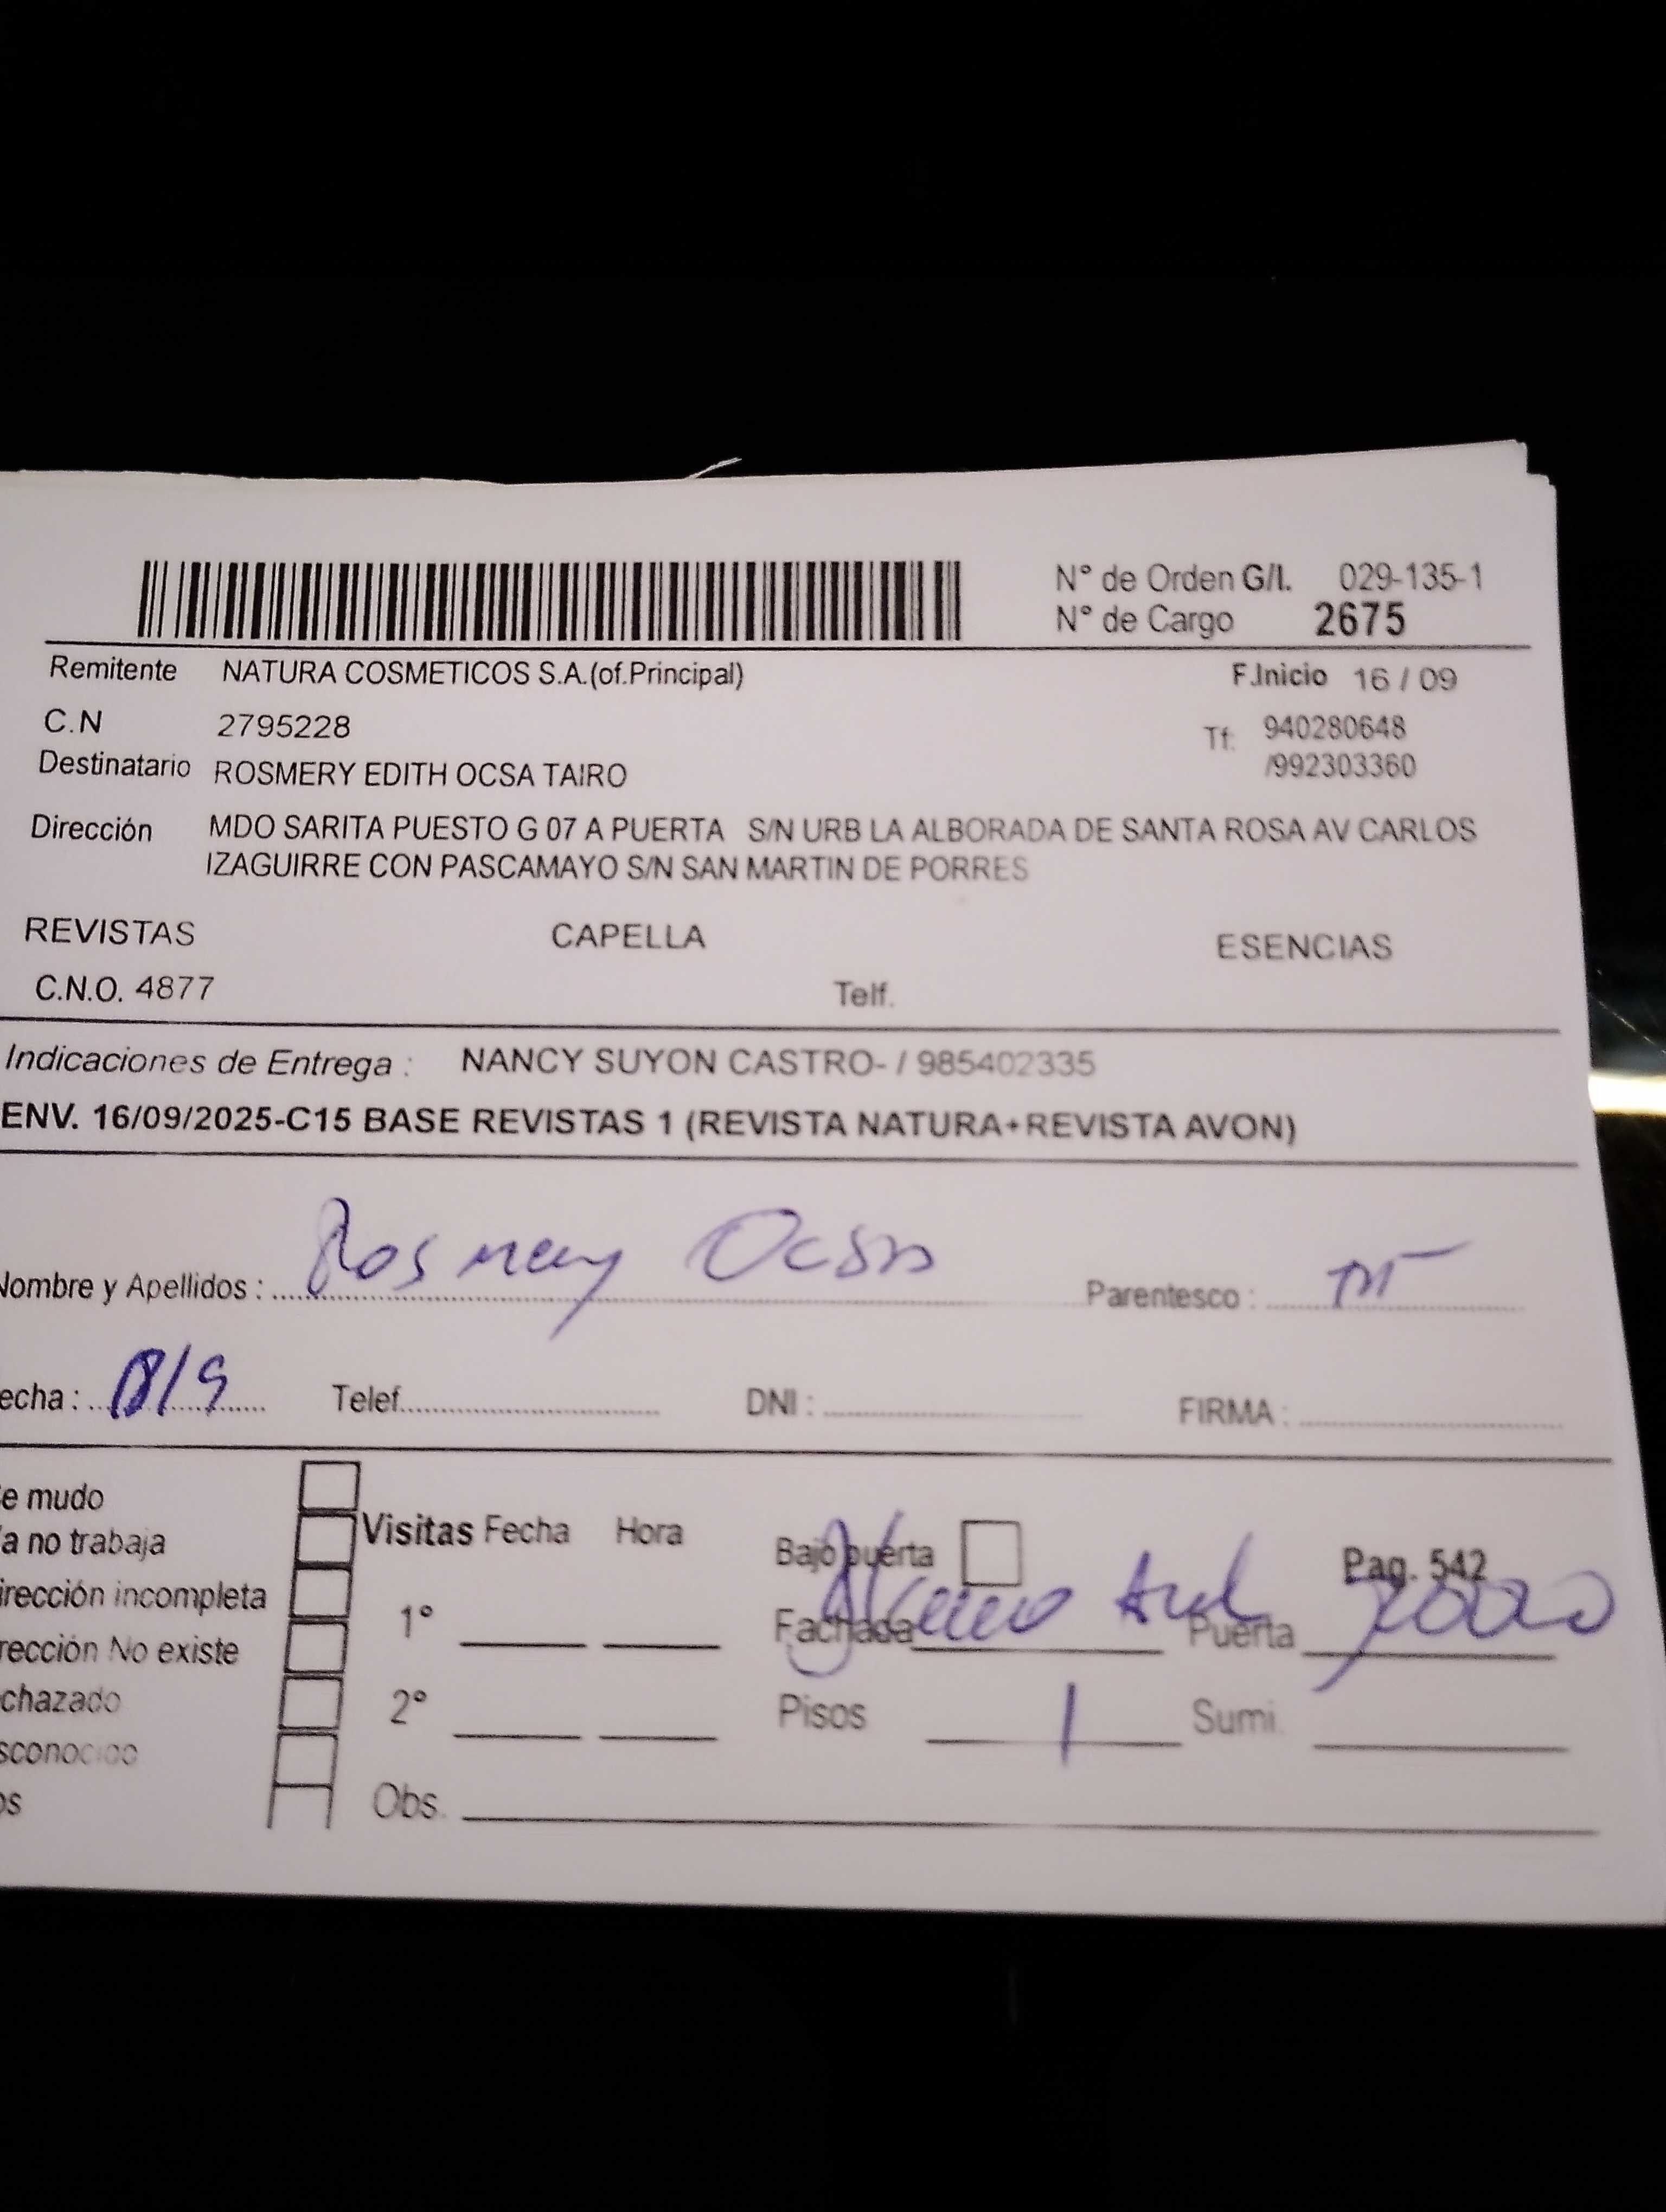 N° de Orden G/I. 029-135-1
N° de Cargo 2675
Remitente NATURA COSMETICOS S.A.(of.Principal) F.Inicio 16 / 09
C.N 2795228 Tf: 940280648
/992303360
Destinatario ROSMERY EDITH OCSA TAIRO
Dirección MDO SARITA PUESTO G 07 A PUERTA S/N URB LA ALBORADA DE SANTA ROSA AV CARLOS
IZAGUIRRE CON PASCAMAYO S/N SAN MARTIN DE PORRES
REVISTAS CAPELLA ESENCIAS
C.N.O. 4877 Telf.
Indicaciones de Entrega : NANCY SUYON CASTRO- / 985402335
ENV. 16/09/2025-C15 BASE REVISTAS 1 (REVISTA NATURA+REVISTA AVON)
Nombre y Apellidos : Rosmery Ocsa Parentesco :
echa : 18/9 Telef. DNI : FIRMA :
e mudo
a no trabaja Visitas Fecha Hora Bajo puerta Pag. 542
irección incompleta 1° Fachada Puerta
rección No existe
chazado 2° Pisos 1 Sumi.
sconocido
os Obs.